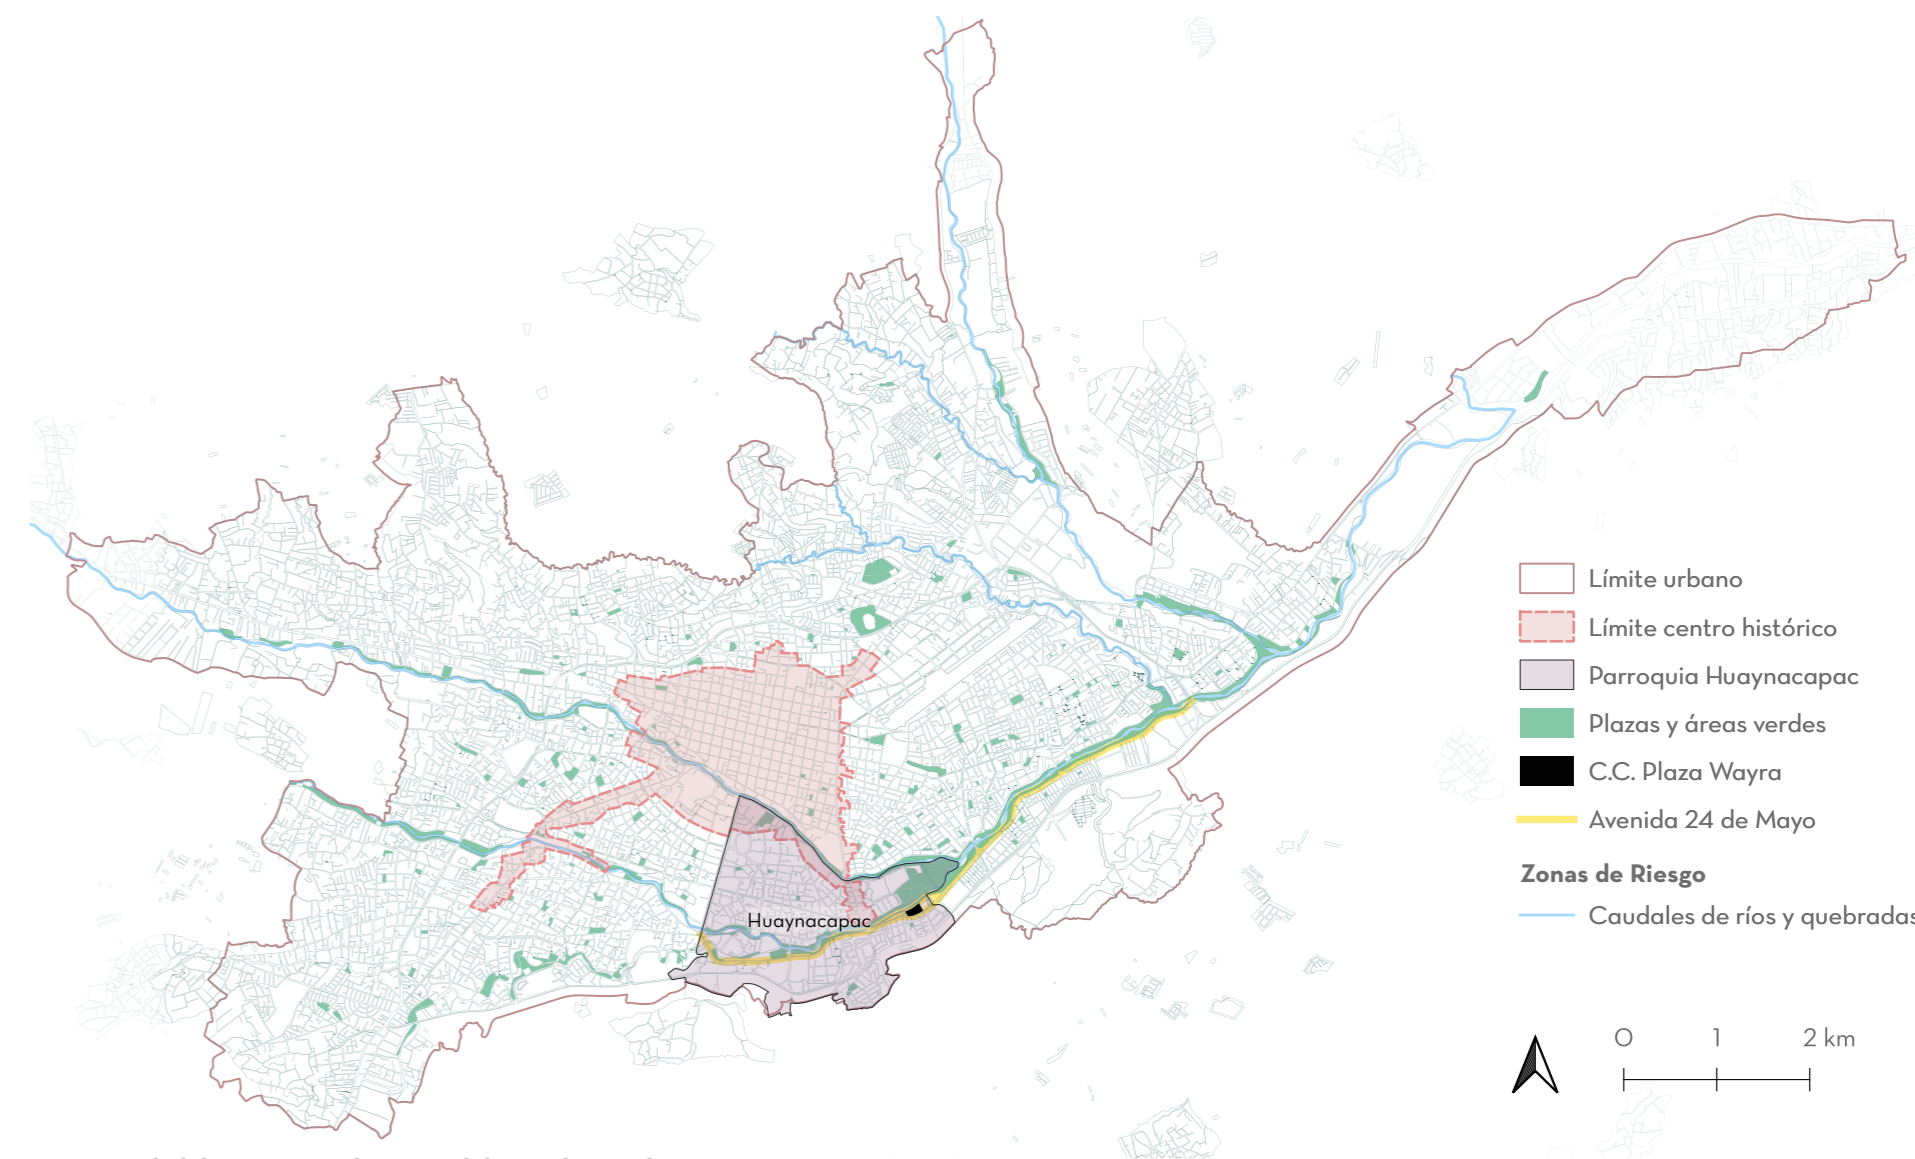 Huaynacapac
Límite urbano
Límite centro histórico
Parroquia Huaynacapac
Plazas y áreas verdes
C.C. Plaza Wayra
Avenida 24 de Mayo
Zonas de Riesgo
Caudales de ríos y quebradas
0 1 2 km